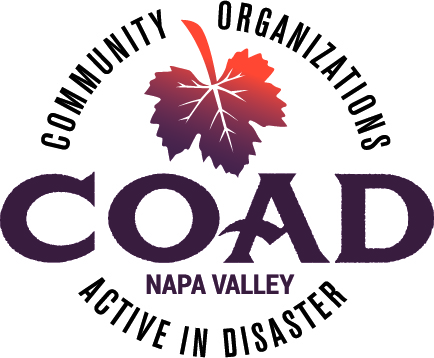 COMMUNITY ORGANIZATIONS
COAD
NAPA VALLEY
ACTIVE IN DISASTER